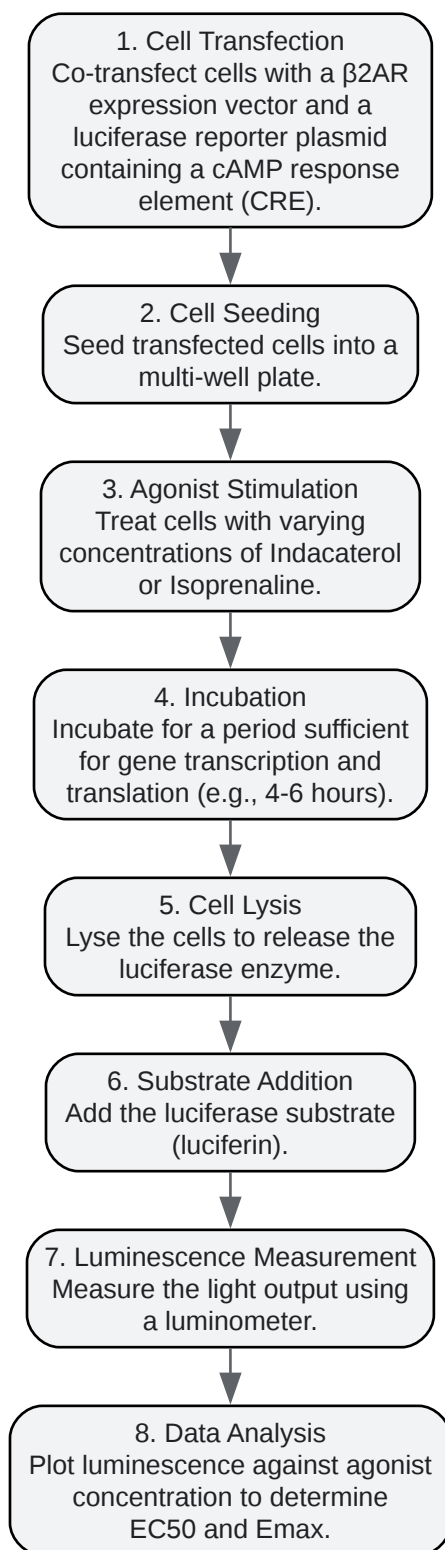 1. Cell Transfection
Co-transfect cells with a β2AR
expression vector and a
luciferase reporter plasmid
containing a cAMP response
element (CRE).
2. Cell Seeding
Seed transfected cells into a
multi-well plate.
3. Agonist Stimulation
Treat cells with varying
concentrations of Indacaterol
or Isoprenaline.
4. Incubation
Incubate for a period sufficient
for gene transcription and
translation (e.g., 4-6 hours).
5. Cell Lysis
Lyse the cells to release the
luciferase enzyme.
6. Substrate Addition
Add the luciferase substrate
(luciferin).
7. Luminescence Measurement
Measure the light output using
a luminometer.
8. Data Analysis
Plot luminescence against agonist
concentration to determine
EC50 and Emax.